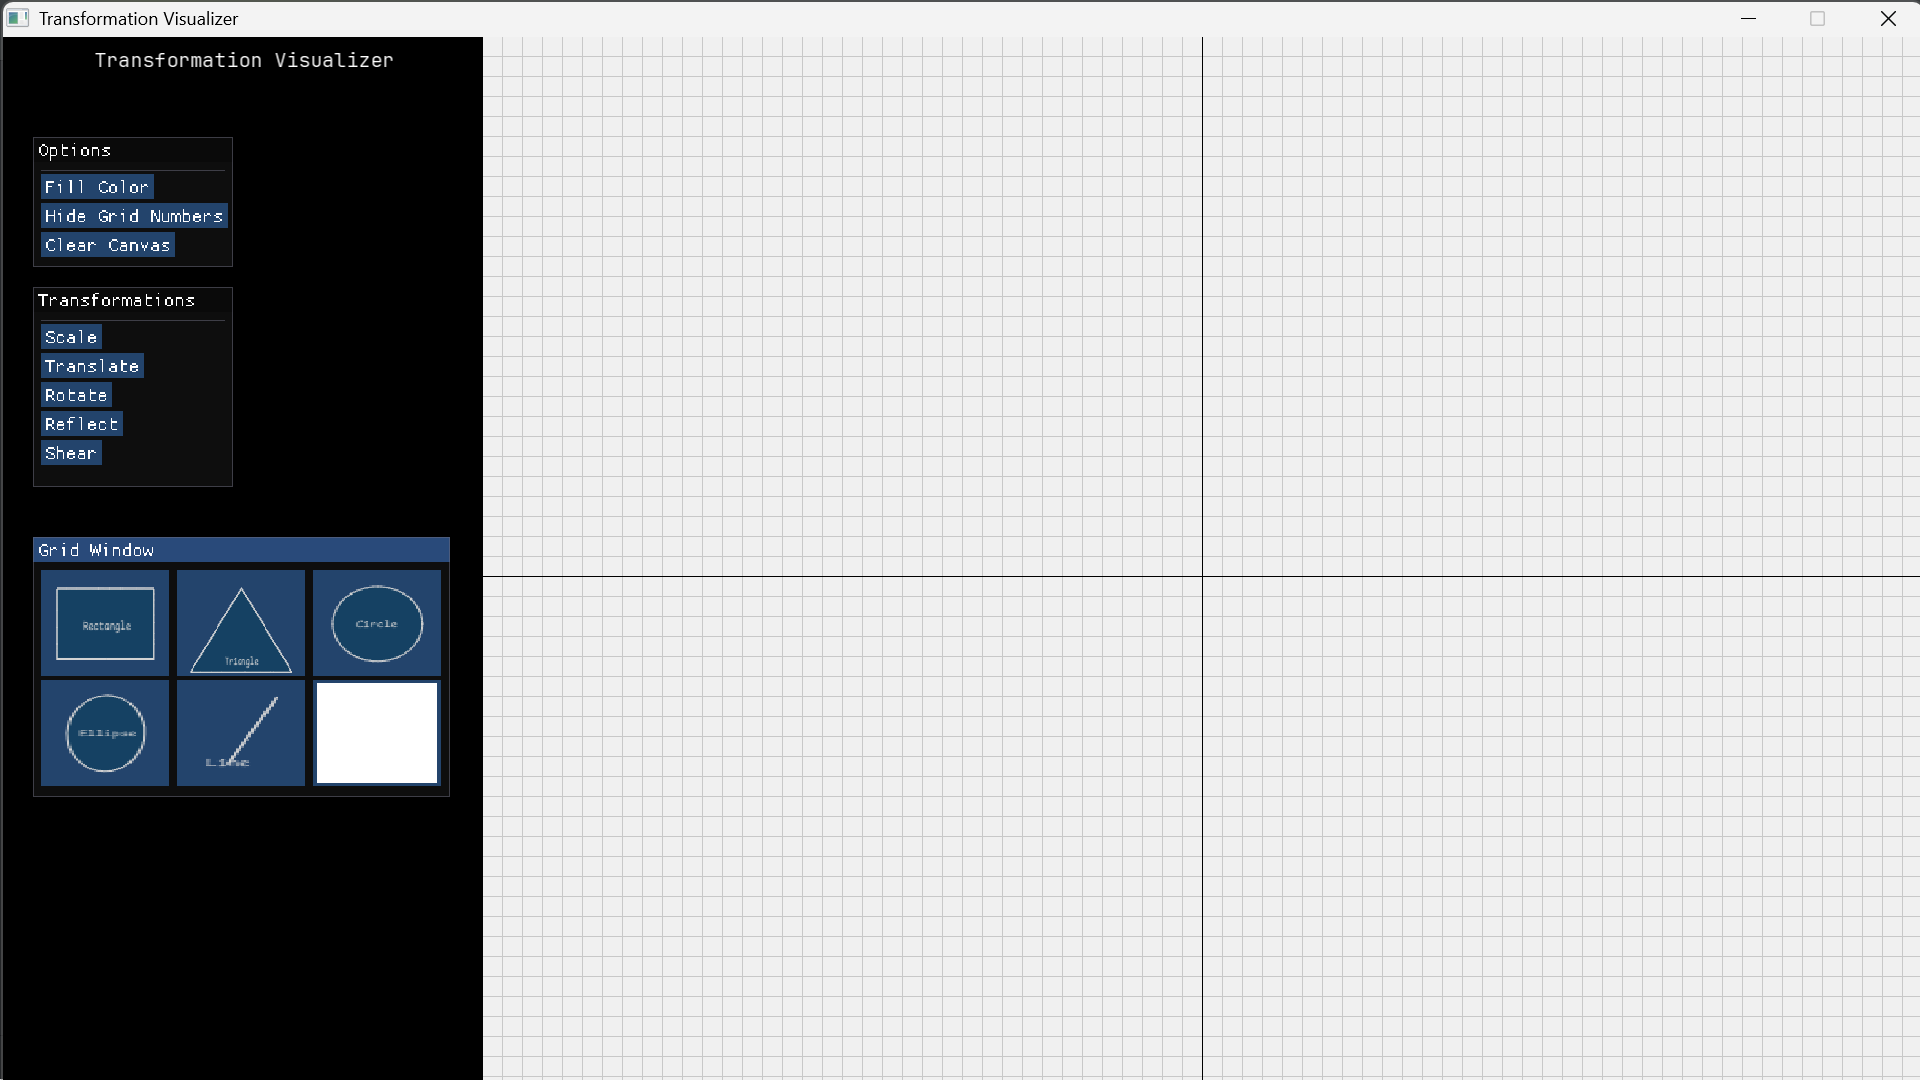 Transformation Visualizer
Transformation Visualizer
Options
Fill Color
Hide Grid Numbers
Clear Canvas
Transformations
Scale
Translate
Rotate
Reflect
Shear
Grid Window
Rectangle
Triangle
Circle
Ellipse
Line